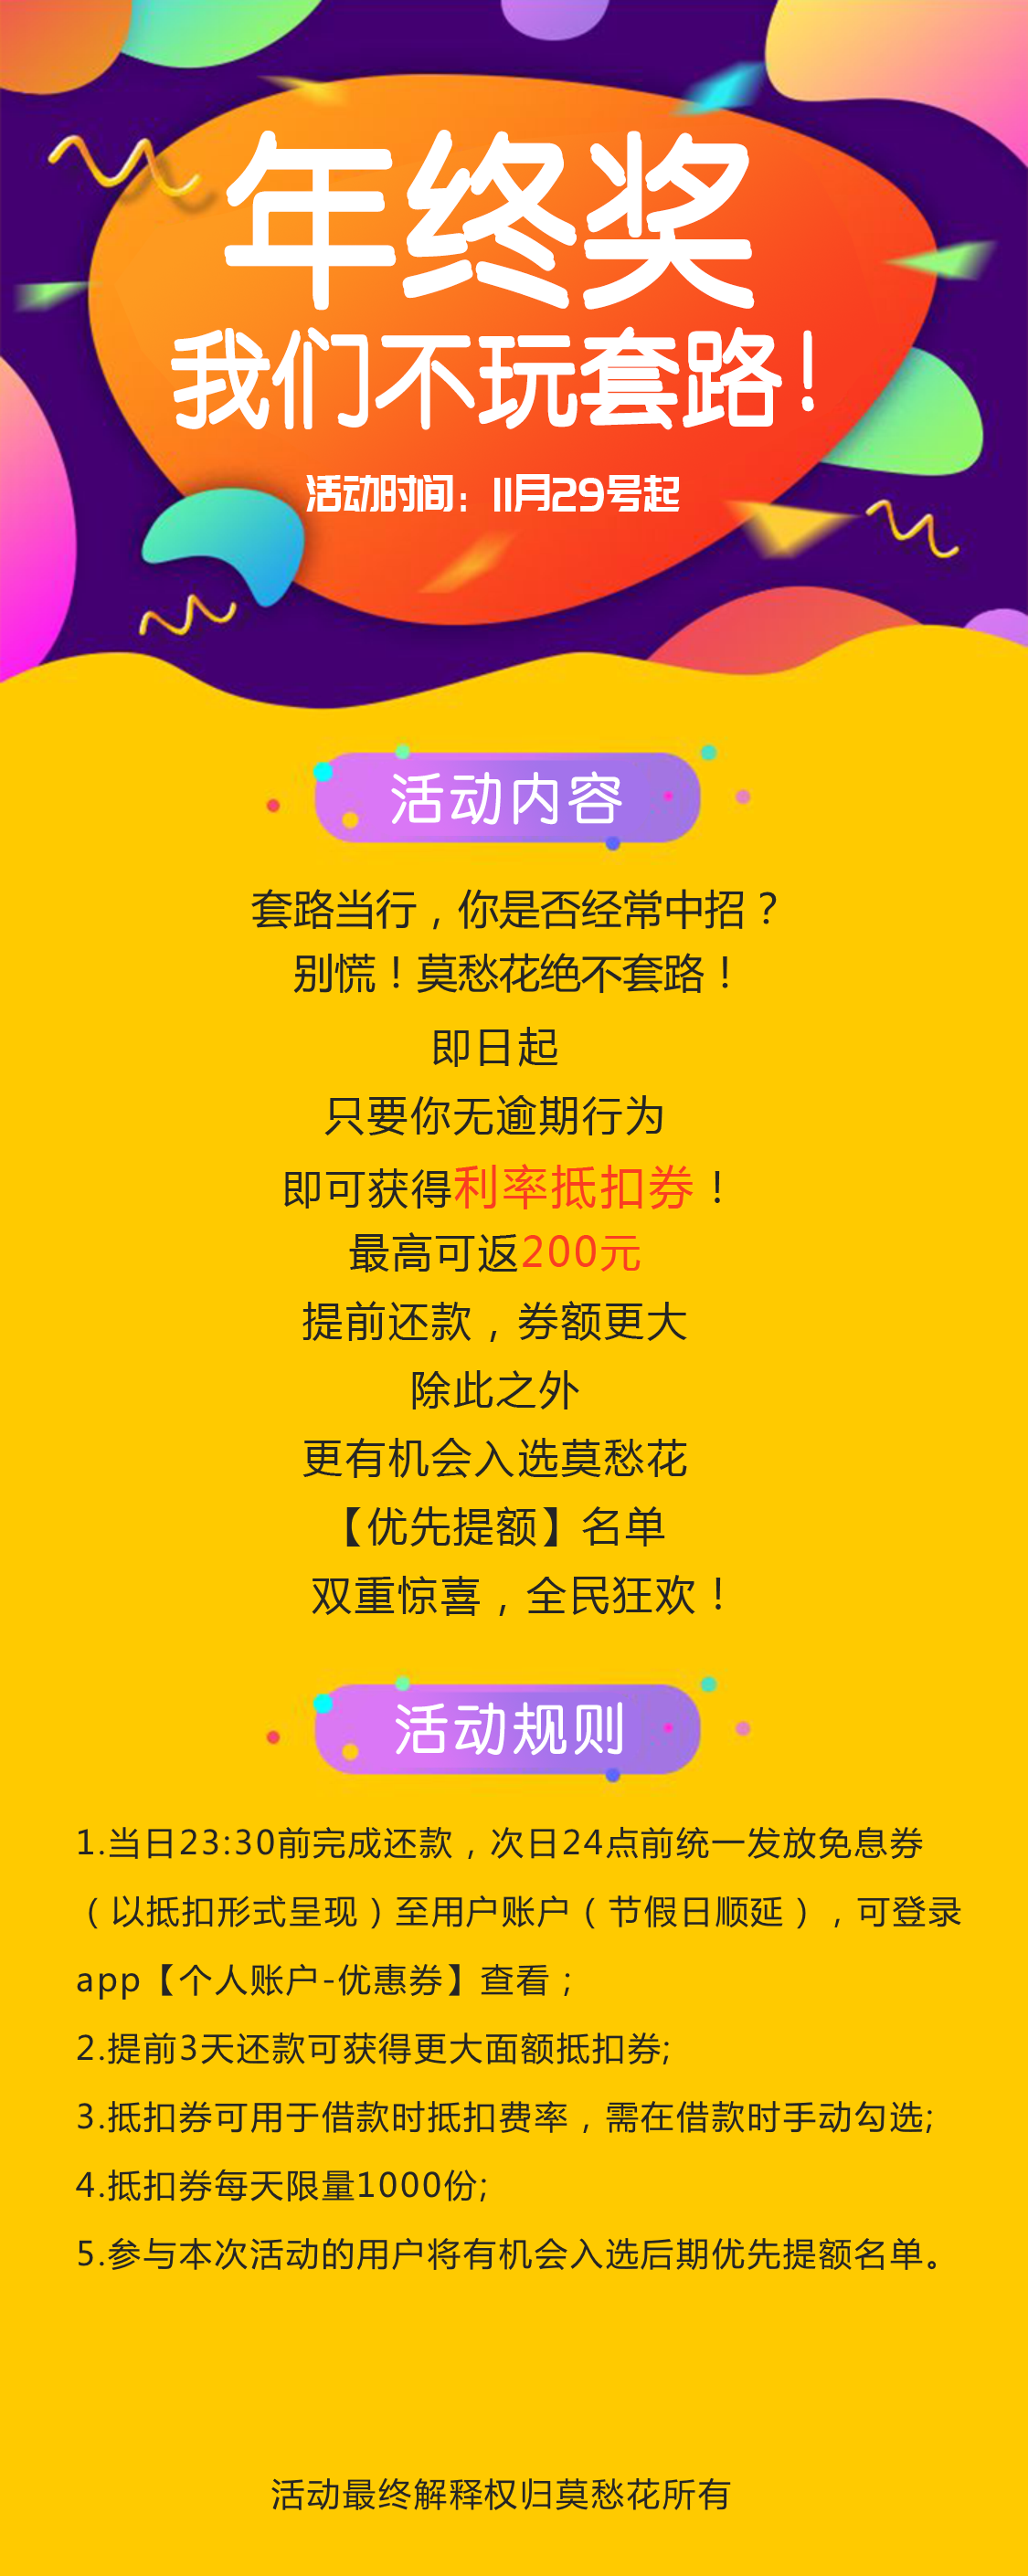 年终奖
我们不玩套路！
活动时间：11月29号起
活动内容
套路当行，你是否经常中招？
别慌！莫愁花绝不套路！
即日起
只要你无逾期行为
即可获得利率抵扣券！
最高可返200元
提前还款，券额更大
除此之外
更有机会入选莫愁花
【优先提额】名单
双重惊喜，全民狂欢！
活动规则
1.当日23:30前完成还款，次日24点前统一发放免息券
（以抵扣形式呈现）至用户账户（节假日顺延），可登录
app【个人账户-优惠券】查看；
2.提前3天还款可获得更大面额抵扣券;
3.抵扣券可用于借款时抵扣费率，需在借款时手动勾选;
4.抵扣券每天限量1000份;
5.参与本次活动的用户将有机会入选后期优先提额名单。
活动最终解释权归莫愁花所有